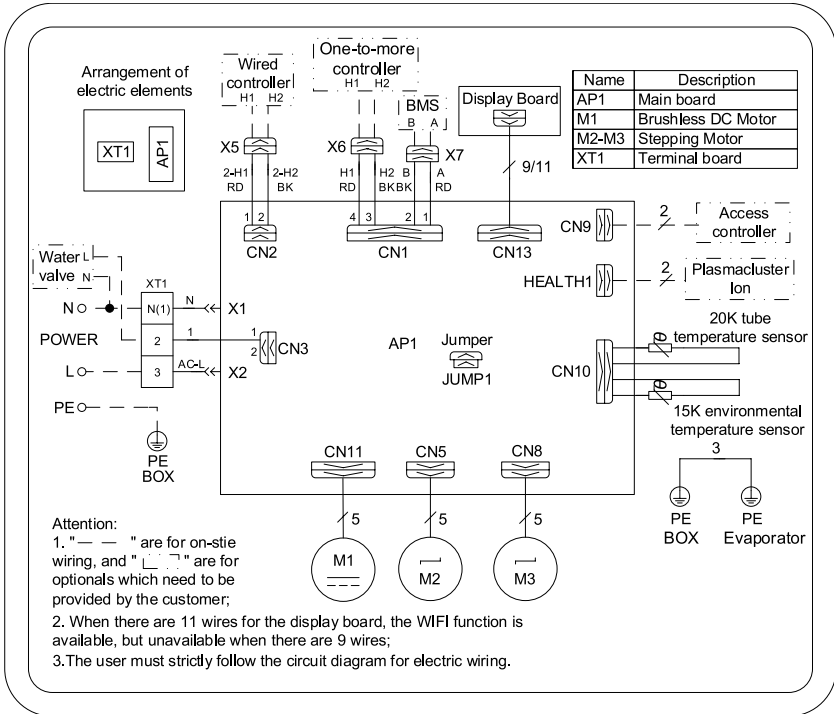 Arrangement of
electric elements
XT1
AP1
Wired
controller
H1 H2
One-to-more
controller
H1 H2
BMS
B A
Display Board
Name Description
AP1 Main board
M1 Brushless DC Motor
M2-M3 Stepping Motor
XT1 Terminal board
X5
X6
X7
9/11
2-H1 2-H2
RD BK
H1 H2 B A
RD BK BK RD
1 2
4 3 2 1
CN2
CN1
CN13
CN9
2
Access
controller
HEALTH1
2
Plasmacluster
Ion
Water L
valve N
XT1
N N(1) N X1
POWER 2 1 1
2 CN3
L 3 AC-L X2
PE
PE
BOX
AP1
Jumper
JUMP1
CN10
20K tube
temperature sensor
θ
θ
15K environmental
temperature sensor
3
PE
BOX
PE
Evaporator
CN11
CN5
CN8
5
5
5
M1
M2
M3
Attention:
1. "— —" are for on-stie
wiring, and " " are for
optionals which need to be
provided by the customer;
2. When there are 11 wires for the display board, the WIFI function is
available, but unavailable when there are 9 wires;
3.The user must strictly follow the circuit diagram for electric wiring.